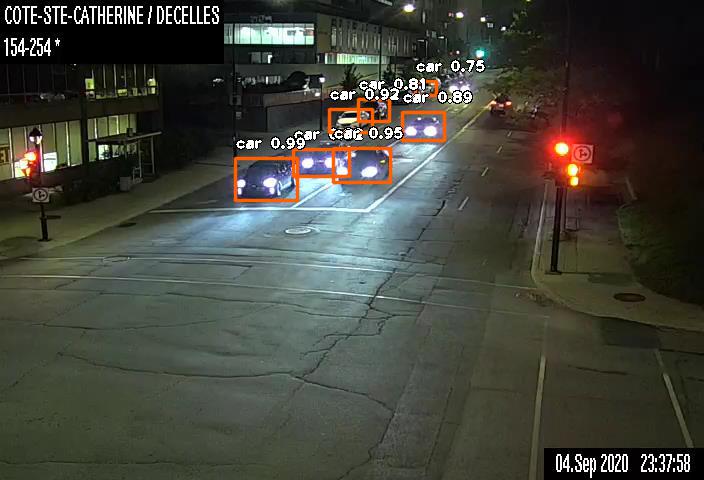 COTE-STE-CATHERINE / DECELLES
154-254 *
car 0.75
car 0.81
car 0.92
car 0.89
car
car 0.95
car 0.99
04.Sep 2020 23:37:58